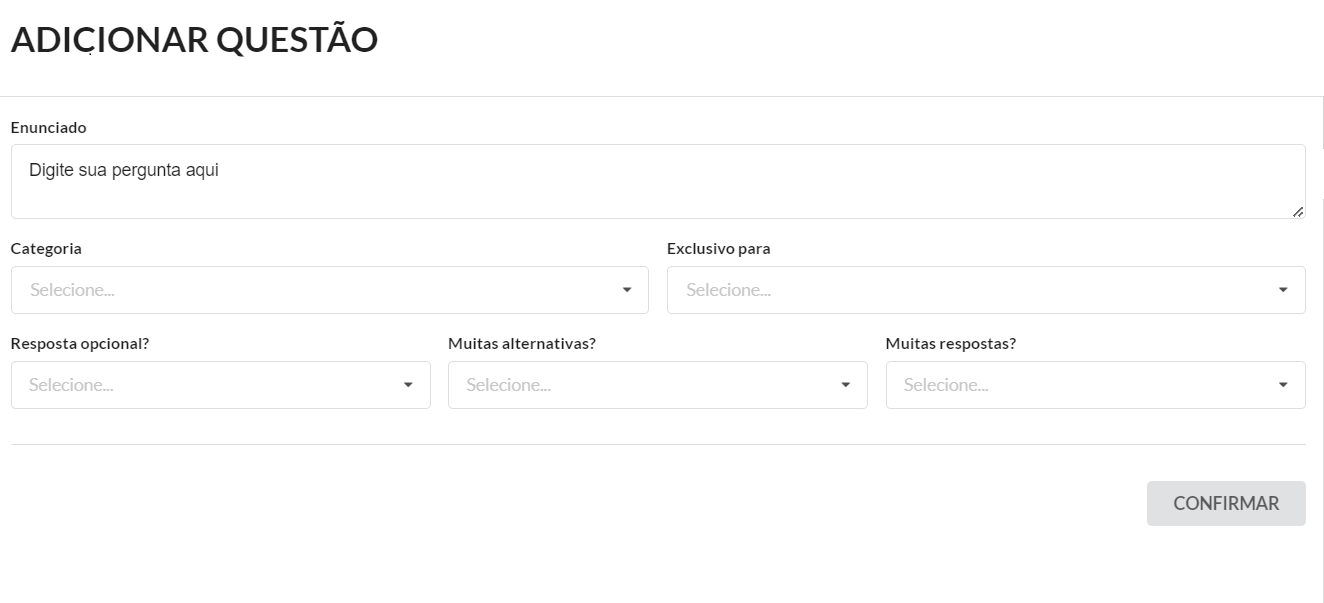 ADIÇIONAR QUESTÃO
Enunciado
Digite sua pergunta aqui
Categoria
Exclusivo para
Selecione...
Selecione...
Resposta opcional?
Muitas alternativas?
Muitas respostas?
Selecione...
Selecione...
Selecione...
CONFIRMAR